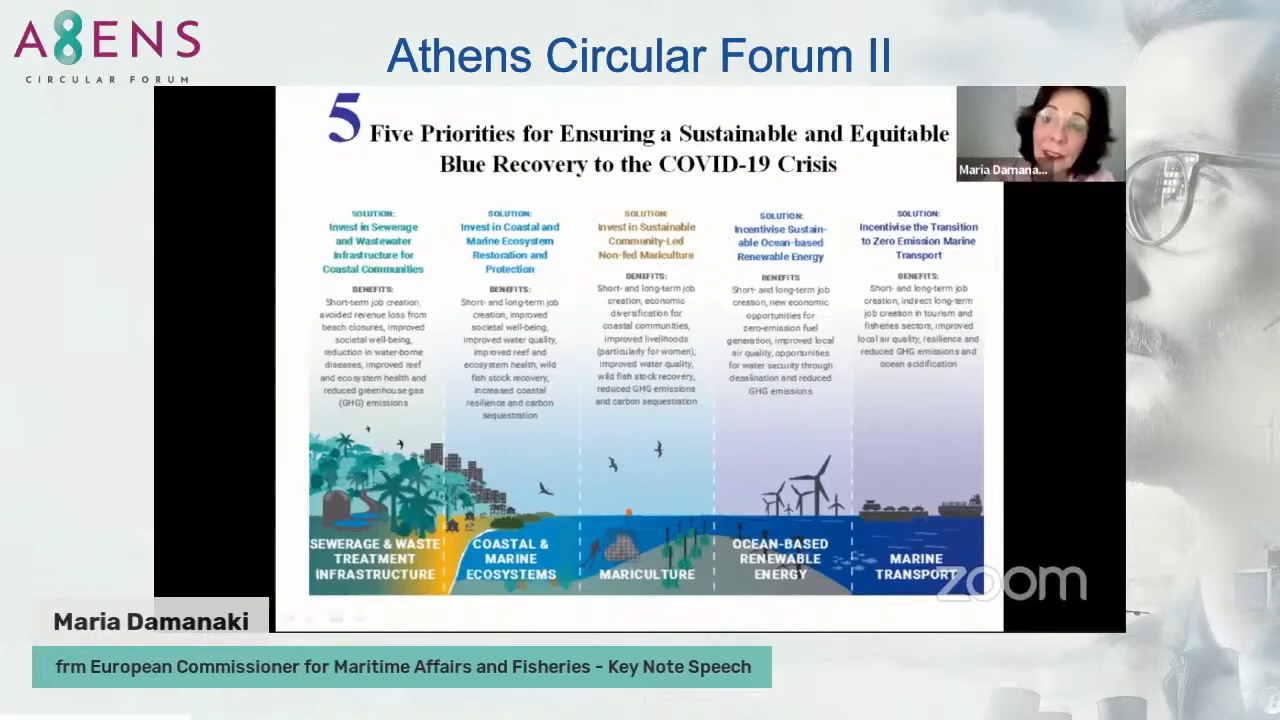 A8ENS
CIRCULAR FORUM
Athens Circular Forum II
5
Five Priorities for Ensuring a Sustainable and Equitable
Blue Recovery to the COVID-19 Crisis
Maria Damana...
SOLUTION:
Invest in Sewerage
and Wastewater
Infrastructure for
Coastal Communities
BENEFITS:
Short-term job creation,
avoided revenue loss from
beach closures, improved
societal well-being,
reduction in water-borne
diseases, improved reef
and ecosystem health and
reduced greenhouse gas
(GHG) emissions
SOLUTION:
Invest in Coastal and
Marine Ecosystem
Restoration and
Protection
BENEFITS:
Short- and long-term job
creation, improved
societal well-being,
improved water quality,
improved reef and
ecosystem health, wild
fish stock recovery,
increased coastal
resilience and carbon
sequestration
SOLUTION:
Invest in Sustainable
Community-Led
Non-fed Mariculture
BENEFITS:
Short- and long-term job
creation, economic
diversification for
coastal communities,
improved livelihoods
(particularly for women),
improved water quality,
wild fish stock recovery,
reduced GHG emissions
and carbon sequestration
SOLUTION:
Incentivise Sustain-
able Ocean-based
Renewable Energy
BENEFITS
Short- and long-term job
creation, new economic
opportunities for
zero-emission fuel
generation, improved local
air quality, opportunities
for water security through
desalination and reduced
GHG emissions
SOLUTION:
Incentivise the Transition
to Zero Emission Marine
Transport
BENEFITS:
Short- and long-term job
creation, indirect long-term
job creation in tourism and
fisheries sectors, improved
local air quality, resilience and
reduced GHG emissions and
ocean acidification
SEWERAGE & WASTE
TREATMENT
INFRASTRUCTURE
COASTAL &
MARINE
ECOSYSTEMS
MARICULTURE
OCEAN-BASED
RENEWABLE
ENERGY
MARINE
TRANSPORT
zoom
Maria Damanaki
frm European Commissioner for Maritime Affairs and Fisheries - Key Note Speech